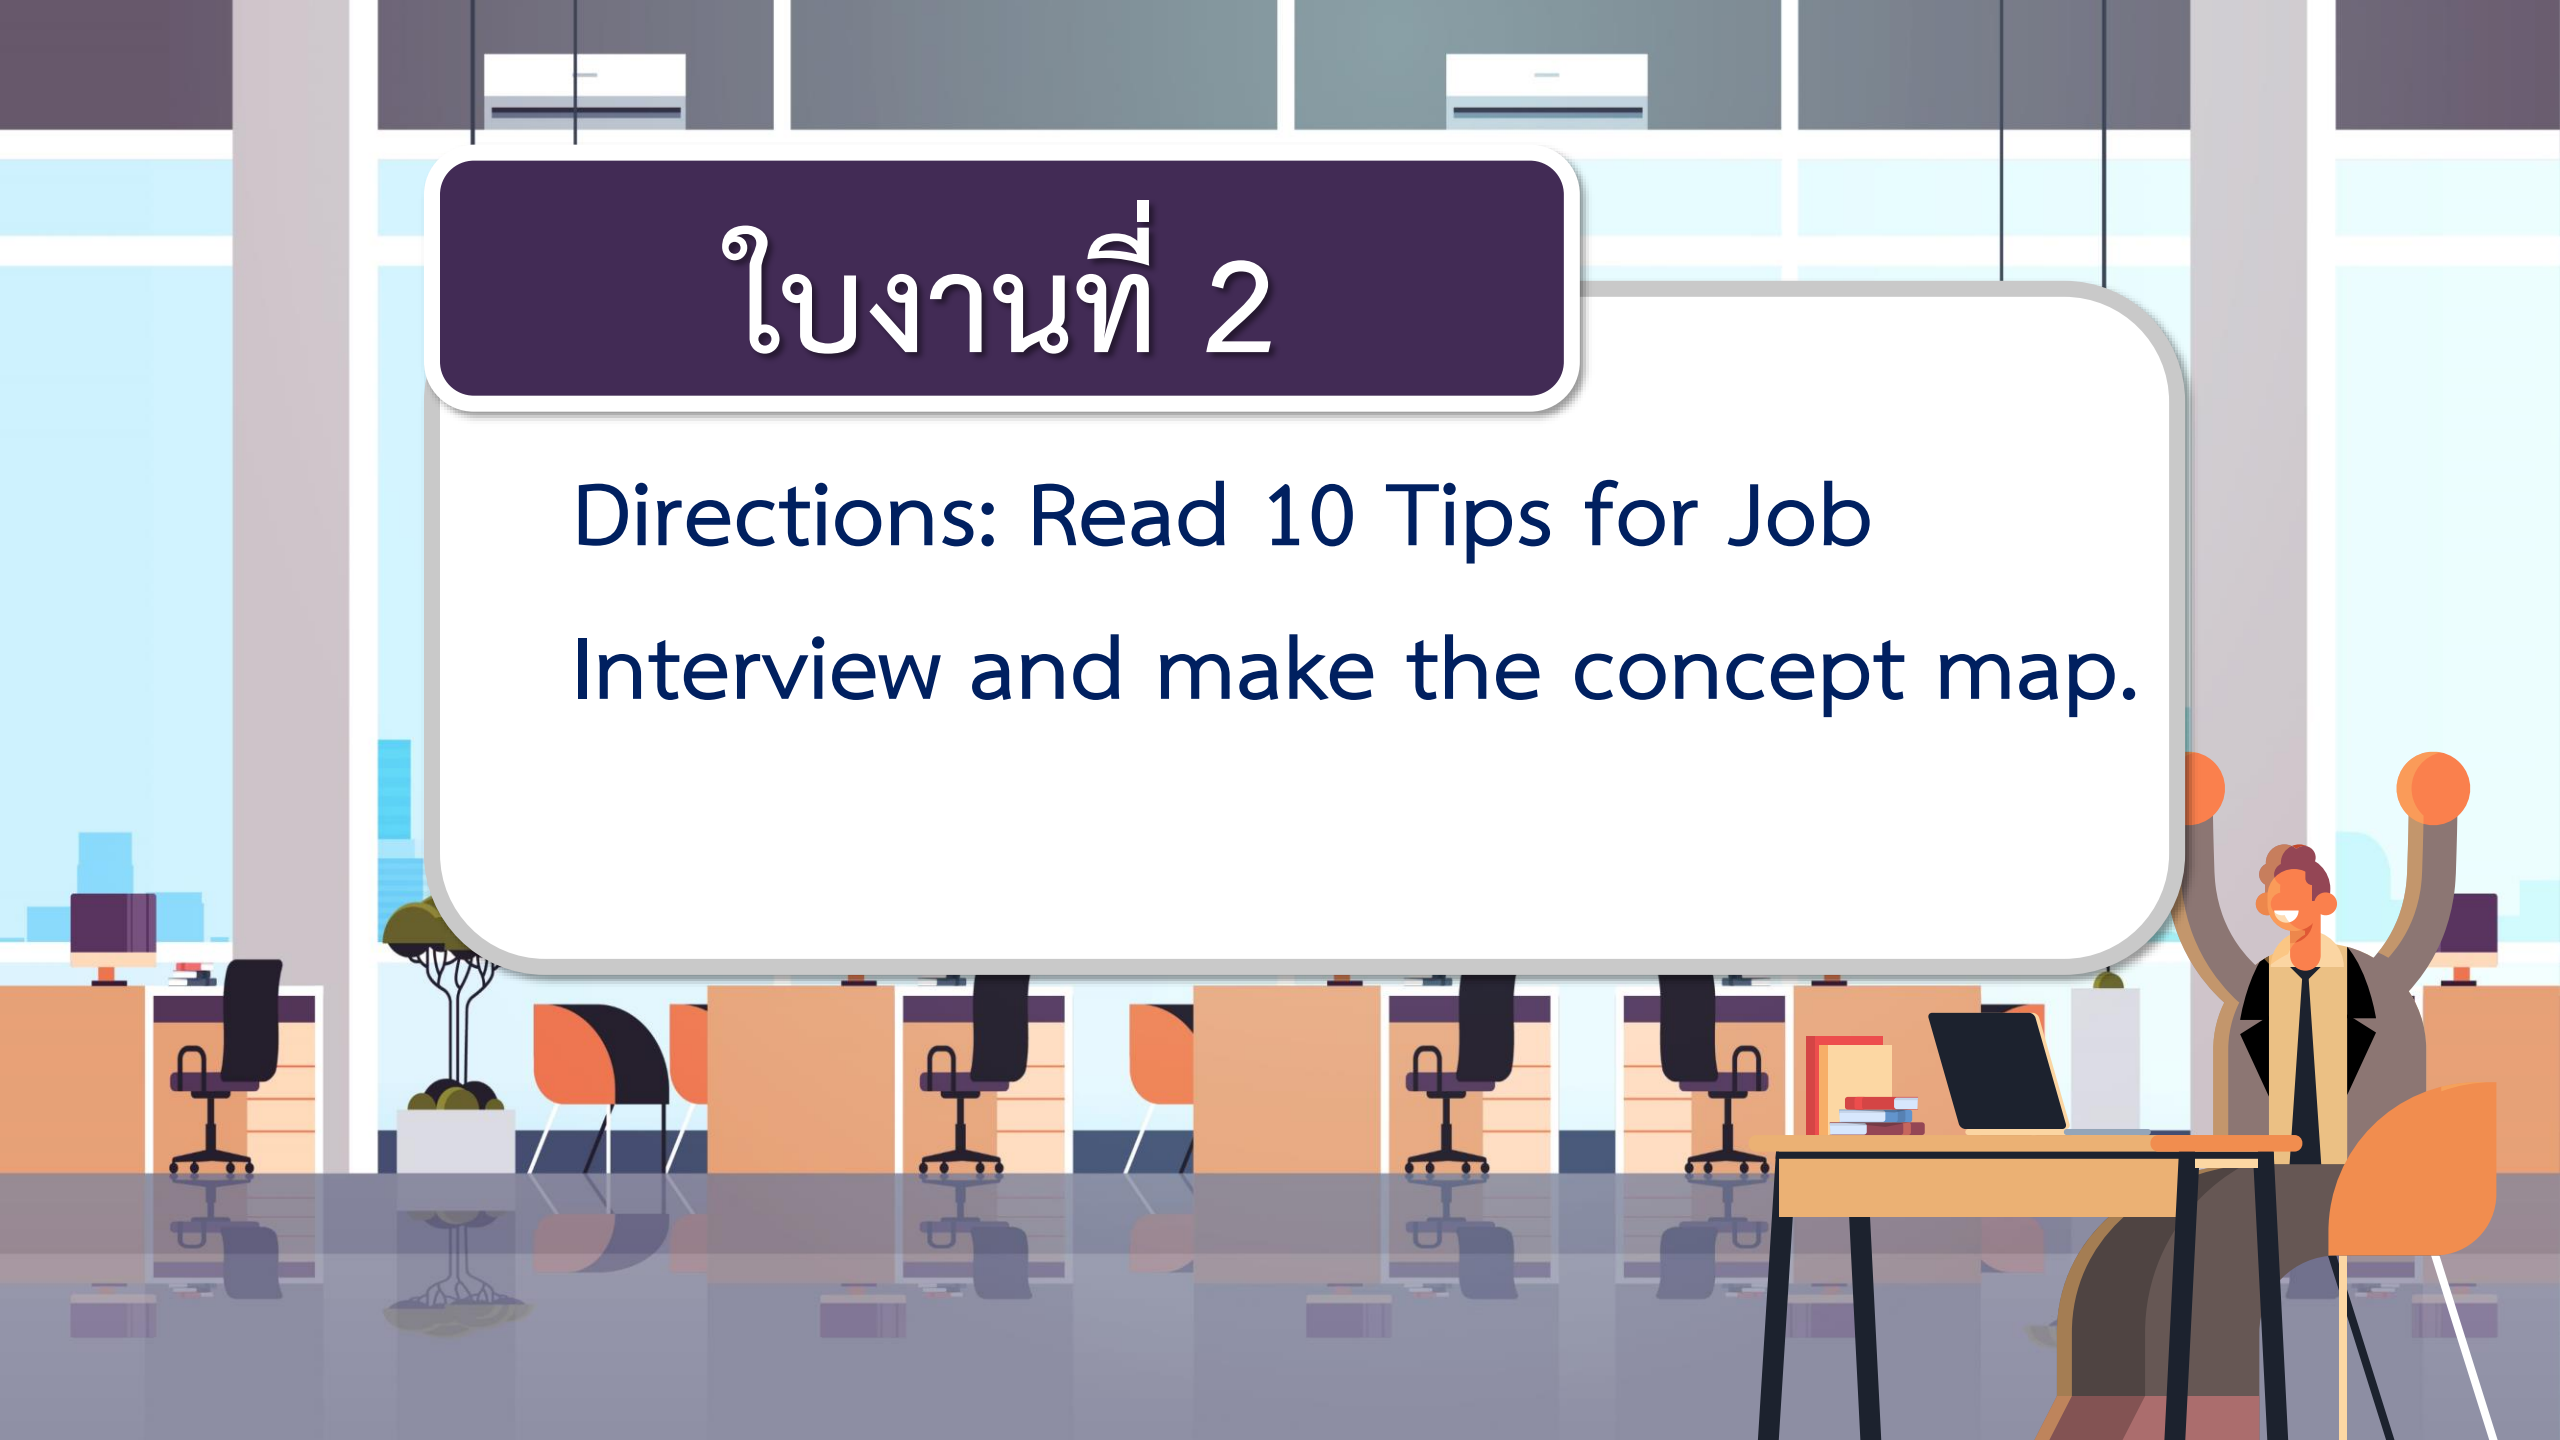 ใบงานที่ 2
Directions: Read 10 Tips for Job
Interview and make the concept map.